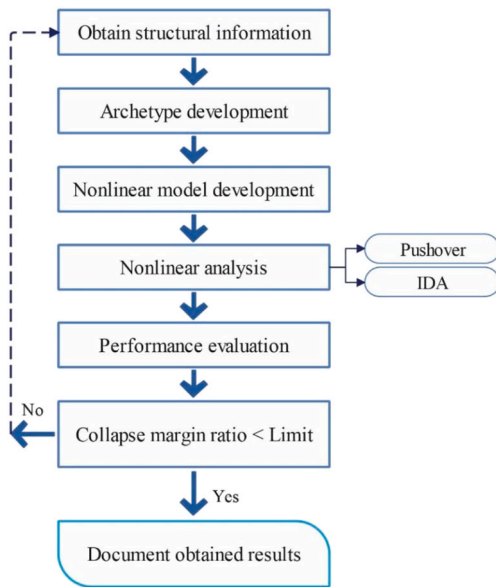 Obtain structural information
Archetype development
Nonlinear model development
Nonlinear analysis
Pushover
IDA
Performance evaluation
No
Collapse margin ratio < Limit
Yes
Document obtained results